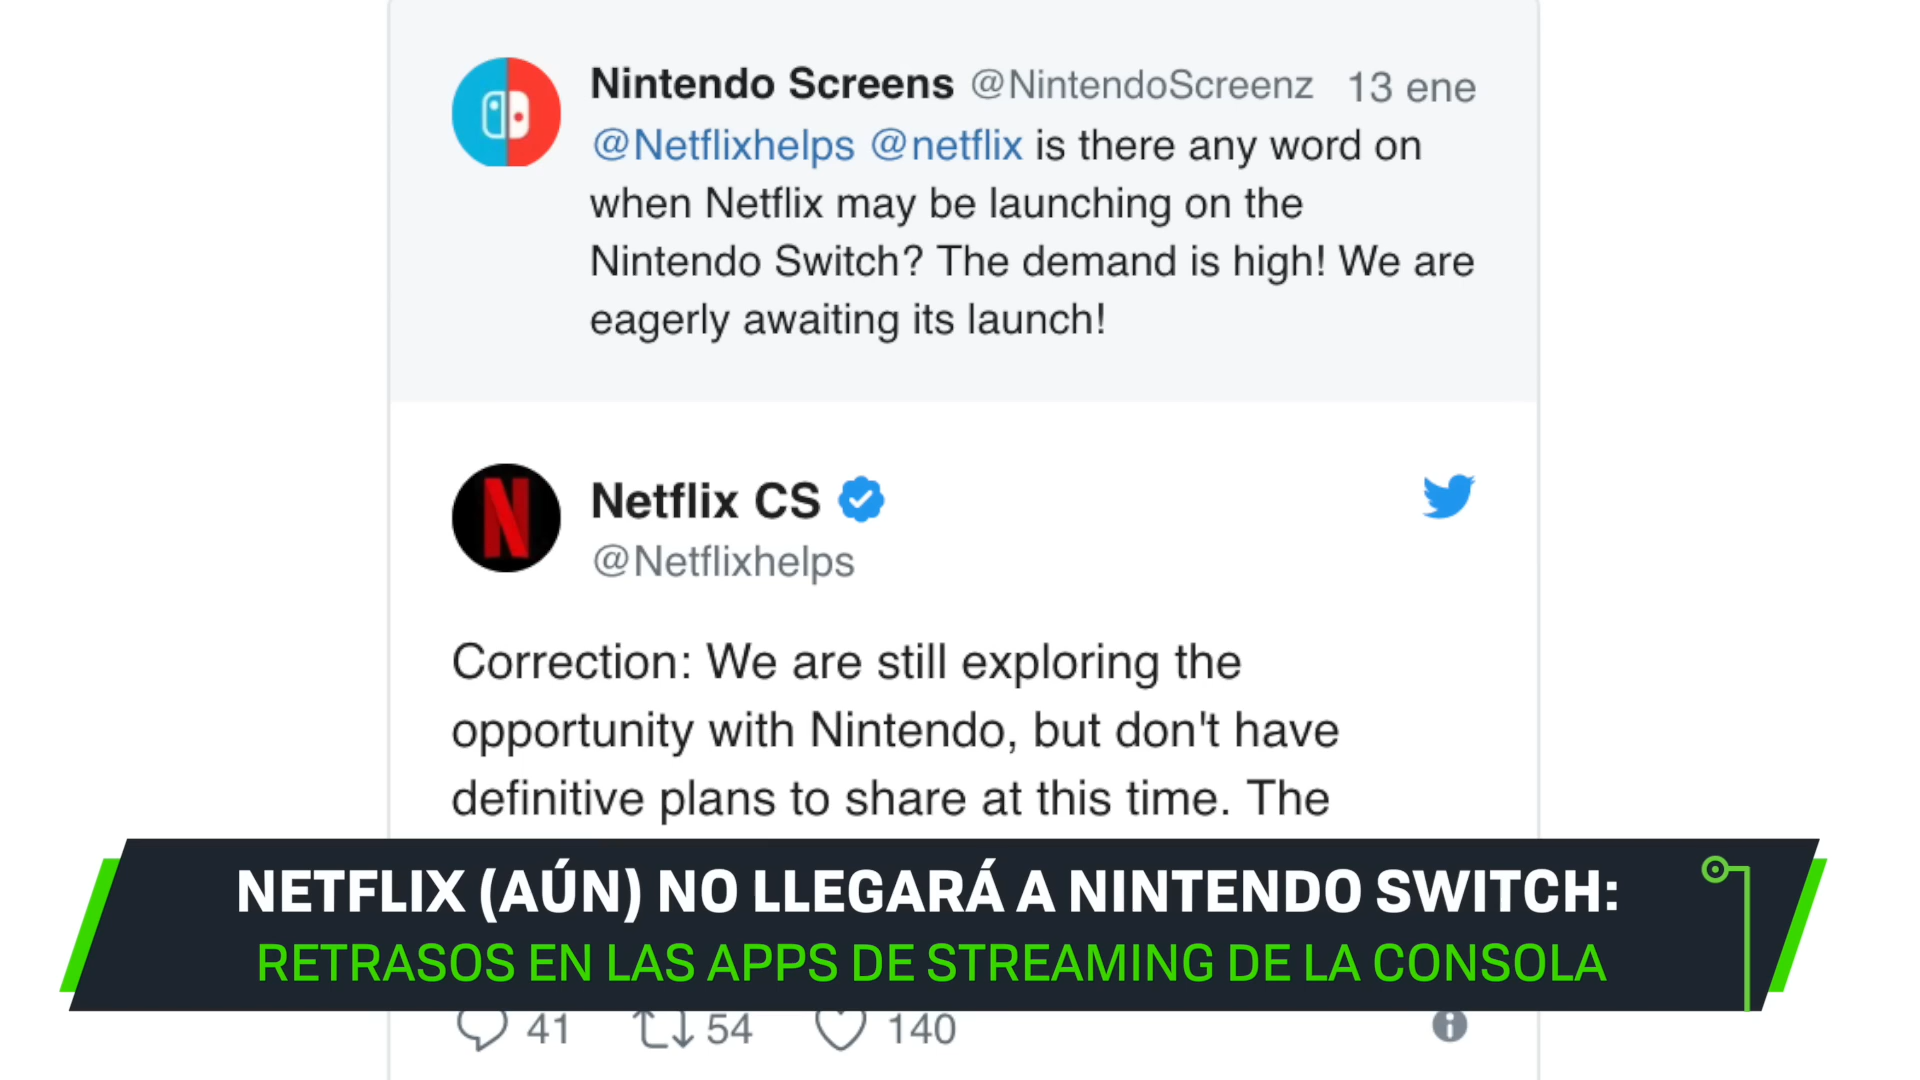 Nintendo Screens @NintendoScreenz 13 ene
@Netflixhelps @netflix is there any word on
when Netflix may be launching on the
Nintendo Switch? The demand is high! We are
eagerly awaiting its launch!
N
Netflix CS
@Netflixhelps
Correction: We are still exploring the
opportunity with Nintendo, but don't have
definitive plans to share at this time. The
NETFLIX (AÚN) NO LLEGARÁ A NINTENDO SWITCH:
RETRASOS EN LAS APPS DE STREAMING DE LA CONSOLA
41 54 140